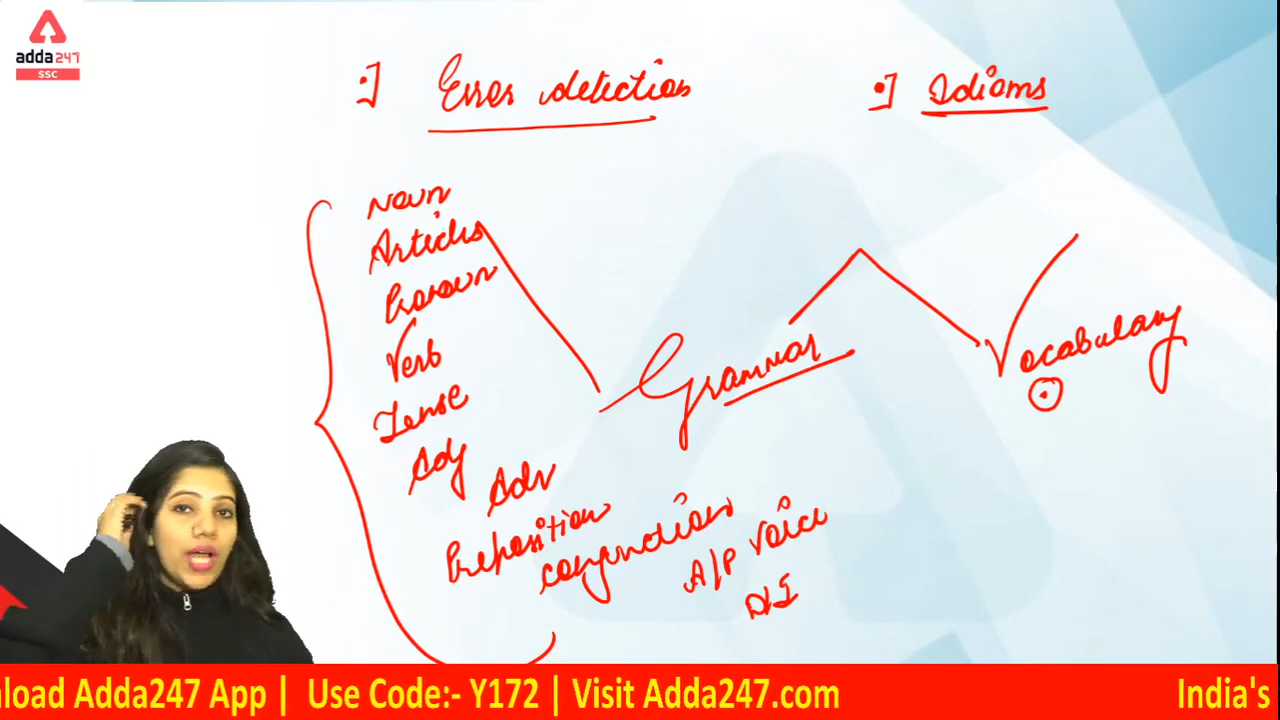 adda247
SSC
Error detection
Idioms
Noun
Articles
Pronoun
Verb
Tense
Adj
Adv
Preposition
conjunction
A/P voice
D/I
Grammar
Vocabulary
nload Adda247 App | Use Code:- Y172 | Visit Adda247.com
India's